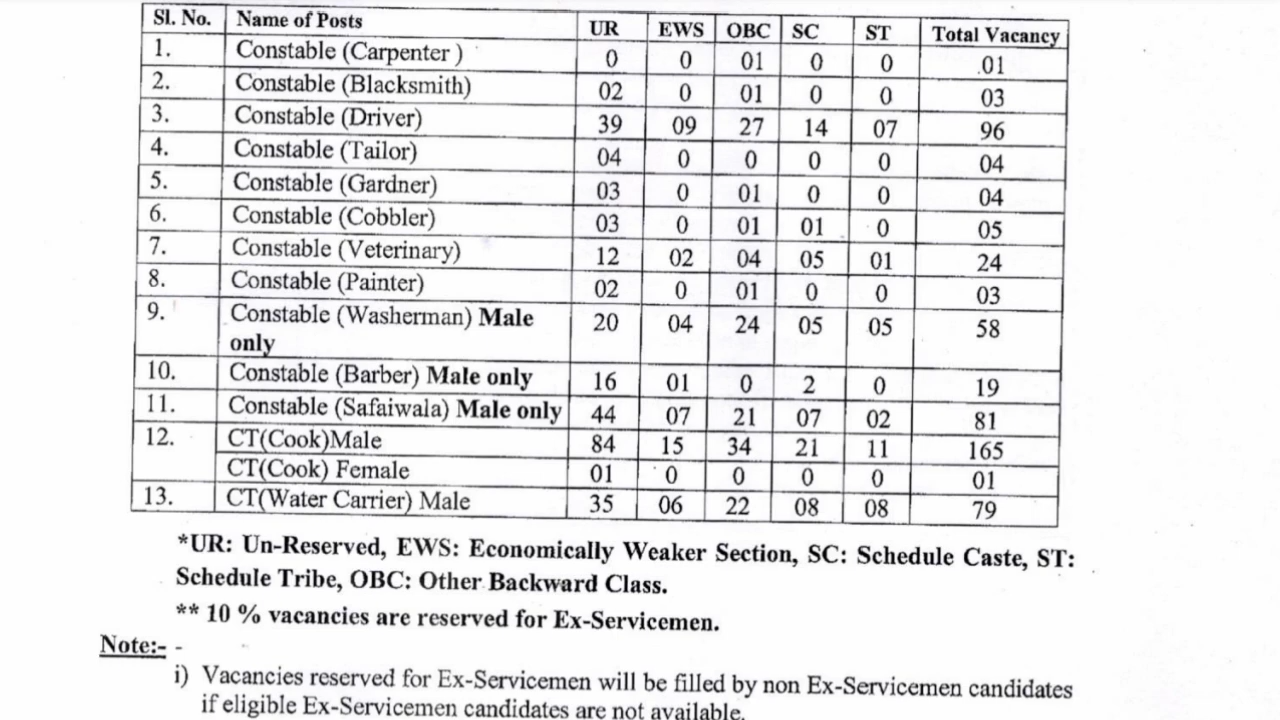 Sl. No. Name of Posts UR EWS OBC SC ST Total Vacancy
1. Constable (Carpenter ) 0 0 01 0 0 01
2. Constable (Blacksmith) 02 0 01 0 0 03
3. Constable (Driver) 39 09 27 14 07 96
4. Constable (Tailor) 04 0 0 0 0 04
5. Constable (Gardner) 03 0 01 0 0 04
6. Constable (Cobbler) 03 0 01 01 0 05
7. Constable (Veterinary) 12 02 04 05 01 24
8. Constable (Painter) 02 0 01 0 0 03
9. Constable (Washerman) Male 20 04 24 05 05 58
only
10. Constable (Barber) Male only 16 01 0 2 0 19
11. Constable (Safaiwala) Male only 44 07 21 07 02 81
12. CT(Cook)Male 84 15 34 21 11 165
CT(Cook) Female 01 0 0 0 0 01
13. CT(Water Carrier) Male 35 06 22 08 08 79
*UR: Un-Reserved, EWS: Economically Weaker Section, SC: Schedule Caste, ST:
Schedule Tribe, OBC: Other Backward Class.
** 10 % vacancies are reserved for Ex-Servicemen.
Note:- -
i) Vacancies reserved for Ex-Servicemen will be filled by non Ex-Servicemen candidates
if eligible Ex-Servicemen candidates are not available.